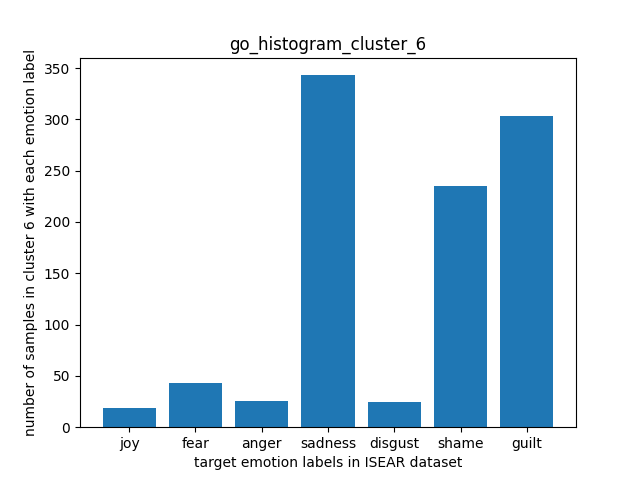 go_histogram_cluster_6
number of samples in cluster 6 with each emotion label
350
300
250
200
150
100
50
0
joy fear anger sadness disgust shame guilt
target emotion labels in ISEAR dataset